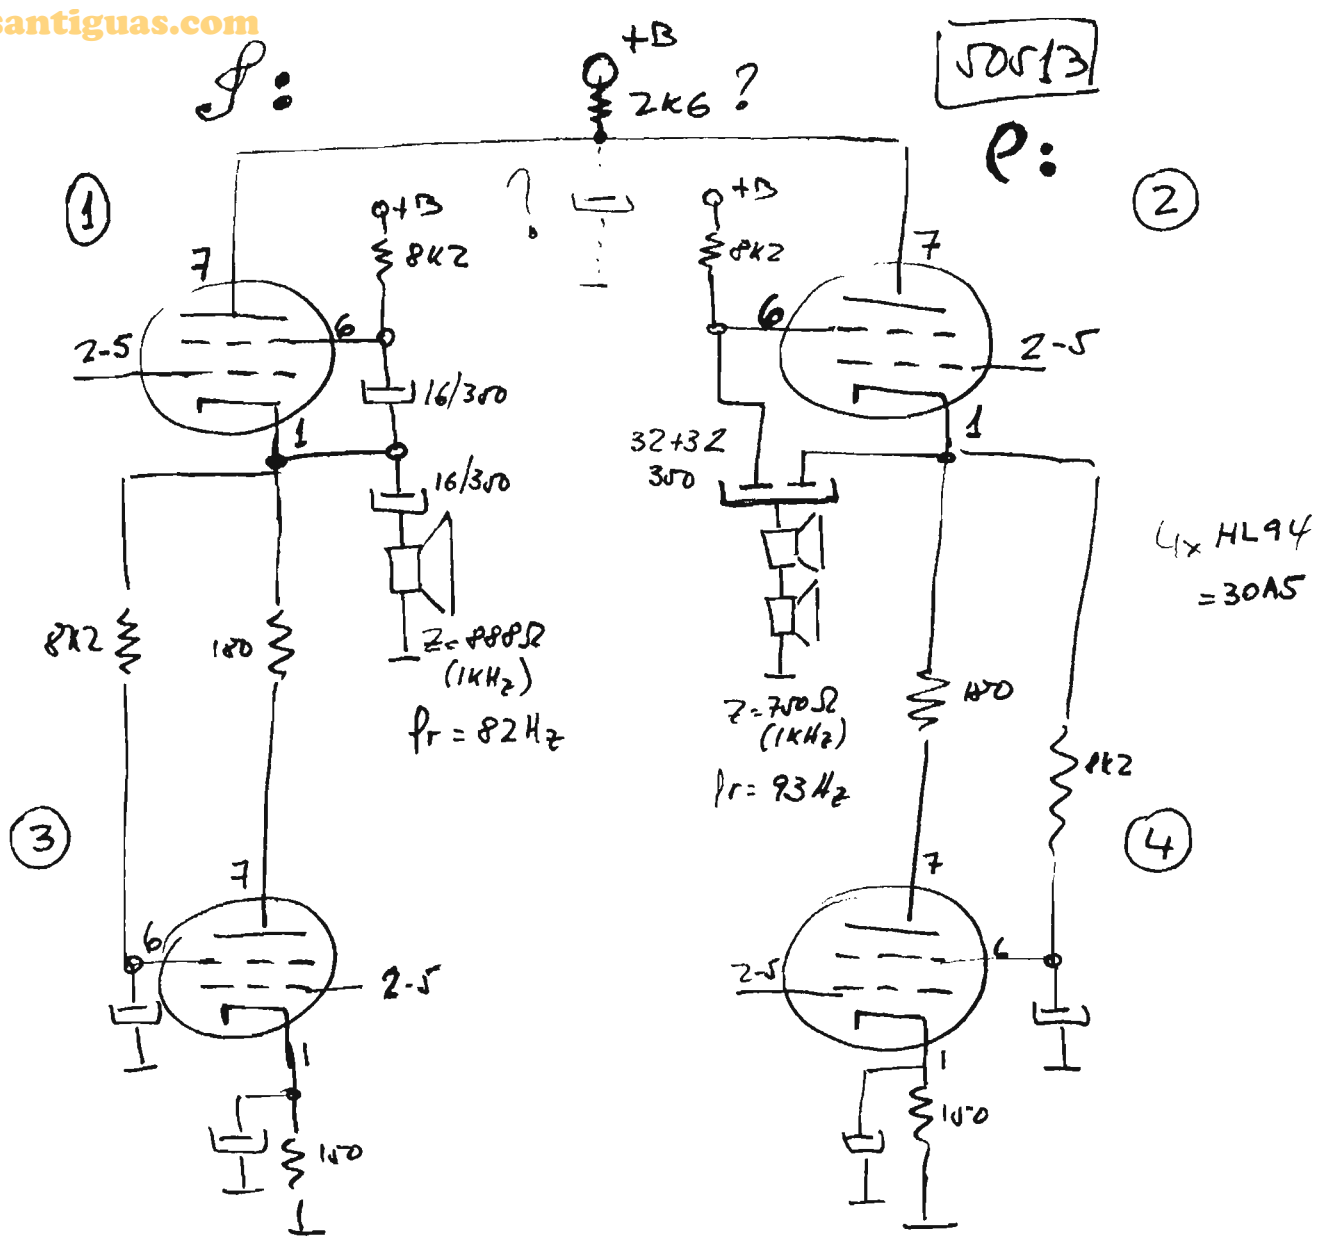 santiguas.com
+B
50513
2K6 ?
𝄞:
𝄢:
1
2
?
+B
+B
8K2
8K2
7
7
6
6
2-5
2-5
16/350
1
1
32+32
350
16/350
4x HL94
= 30A5
8K2
Z=888Ω
(1KHz)
fr = 82Hz
Z=750Ω
(1KHz)
fr = 93Hz
150
8K2
3
4
7
7
6
6
2-5
2-5
1
1
150
150